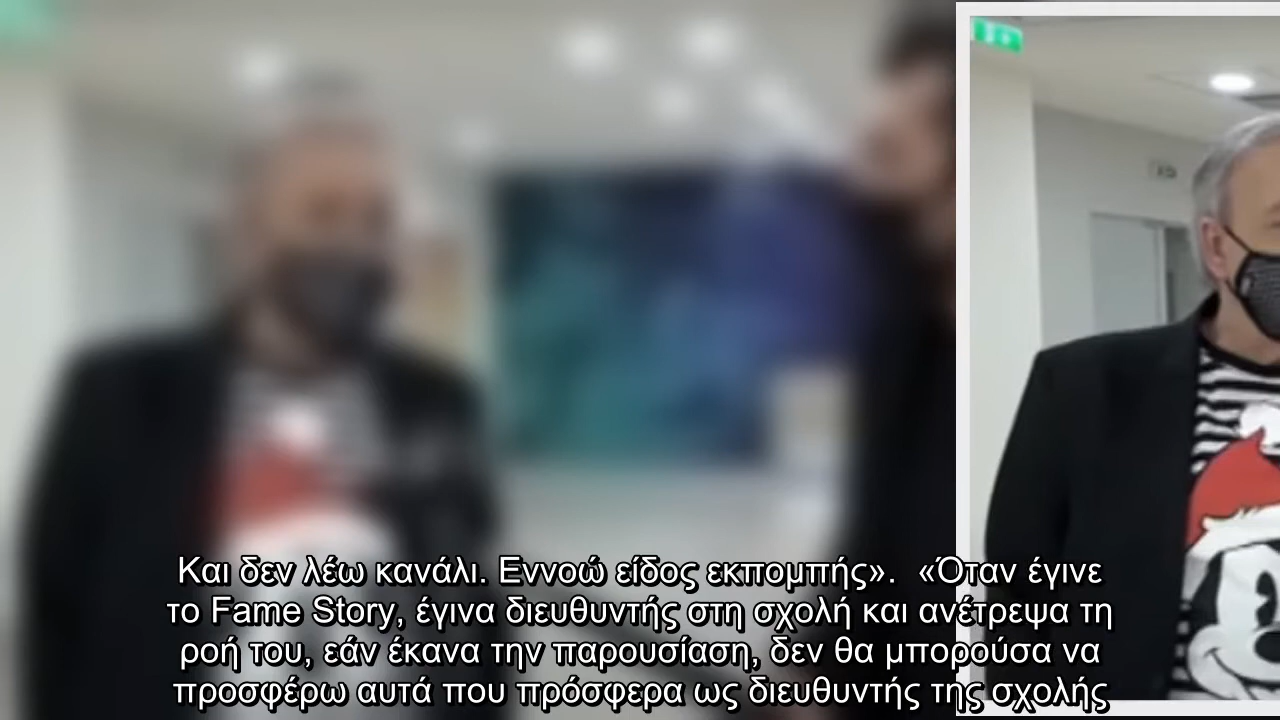 Και δεν λέω κανάλι. Εννοώ είδος εκπομπής».  «Όταν έγινε
το Fame Story, έγινα διευθυντής στη σχολή και ανέτρεψα τη
ροή του, εάν έκανα την παρουσίαση, δεν θα μπορούσα να
προσφέρω αυτά που πρόσφερα ως διευθυντής της σχολής